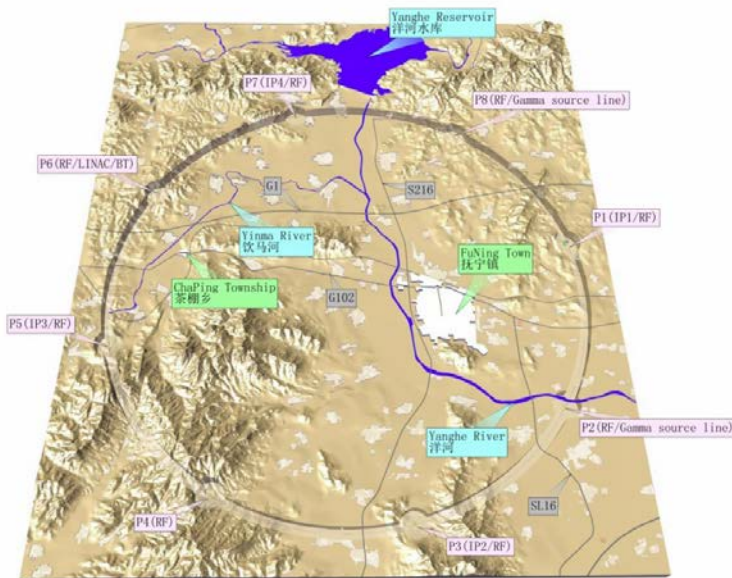 Yanghe Reservoir
洋河水库
P7(IP4/RF)
P8(RF/Gamma source line)
P6(RF/LINAC/BT)
G1
S216
P1(IP1/RF)
Yinma River
饮马河
FuNing Town
抚宁镇
ChaPing Township
茶棚乡
G102
P5(IP3/RF)
P2(RF/Gamma source line)
Yanghe River
洋河
SL16
P4(RF)
P3(IP2/RF)